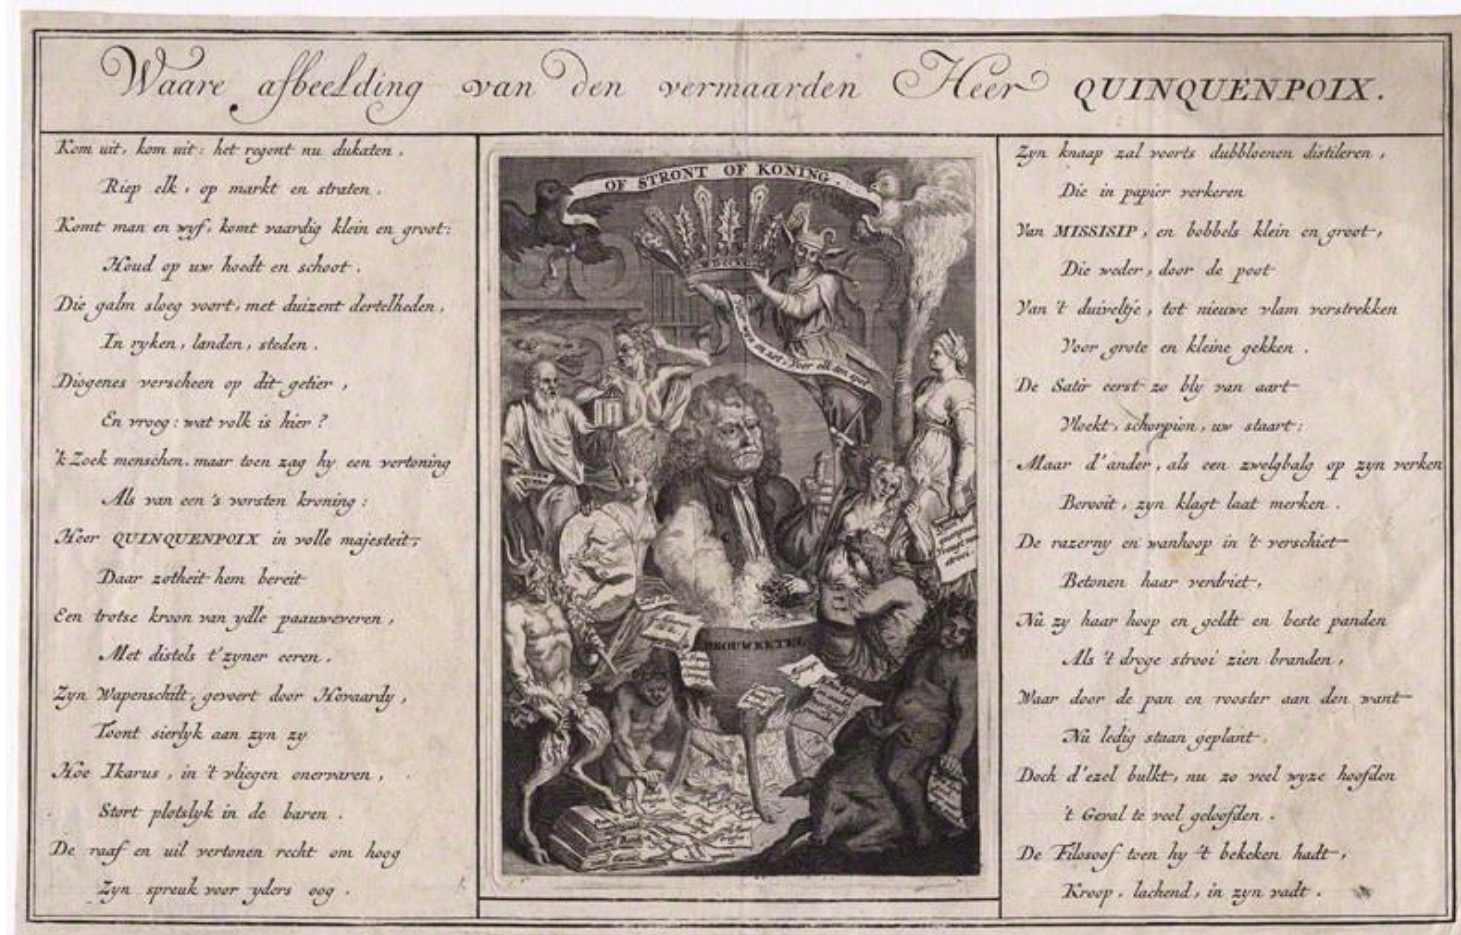 Waare afbeelding van den vermaarden Heer QUINQUENPOIX.
Kom uit, kom uit: het regent nu dukaten,
Riep elk, op markt en straten.
Komt man en wyf, komt vaardig klein en groot:
Houd op uw hoedt en schoot.
Die galm sloeg voort, met duizent dertelheden,
In ryken, landen, steden.
Diogenes verscheen op dit getier,
En vroeg: wat volk is hier?
'k Zoek menschen. maar toen zag hy een vertoning
Als van een 's vorsten kroning:
Heer QUINQUENPOIX in volle majesteit;
Daar zotheit hem bereit
Een trotse kroon van ydle paauweveren,
Met distels t'zyner eeren.
Zyn Wapenschilt, gevoert door Hovaardy,
Toont sierlyk aan zyn zy
Hoe Ikarus, in 't vliegen onervaren,
Stort plotslyk in de baren.
De raaf en uil vertonen recht om hoog
Zyn spreuk voor yders oog.
OF STRONT OF KONING.
BROUWKETEL
Zyn knaap zal voorts dubbloenen distileren,
Die in papier verkeren
Van MISSISIP, en bobbels klein en groot,
Die weder, door de poot
Van 't duiveltje, tot nieuwe vlam verstrekken
Voor grote en kleine gekken.
De Satir eerst zo bly van aart
Vloekt, schorpion, uw staart:
Maar d'ander, als een zwelgbalg op zyn verken
Berooit, zyn klagt laat merken.
De razerny en wanhoop in 't verschiet
Betonen haar verdriet,
Nu zy haar hoop en geldt en beste panden
Als 't droge strooi zien branden,
Waar door de pan en rooster aan den want
Nu ledig staan geplant.
Doch d'ezel bulkt, nu zo veel wyze hoofden
't Geval te veel geloofden.
De Filosoof toen hy 't bekeken hadt,
Kroop, lachend, in zyn vadt.